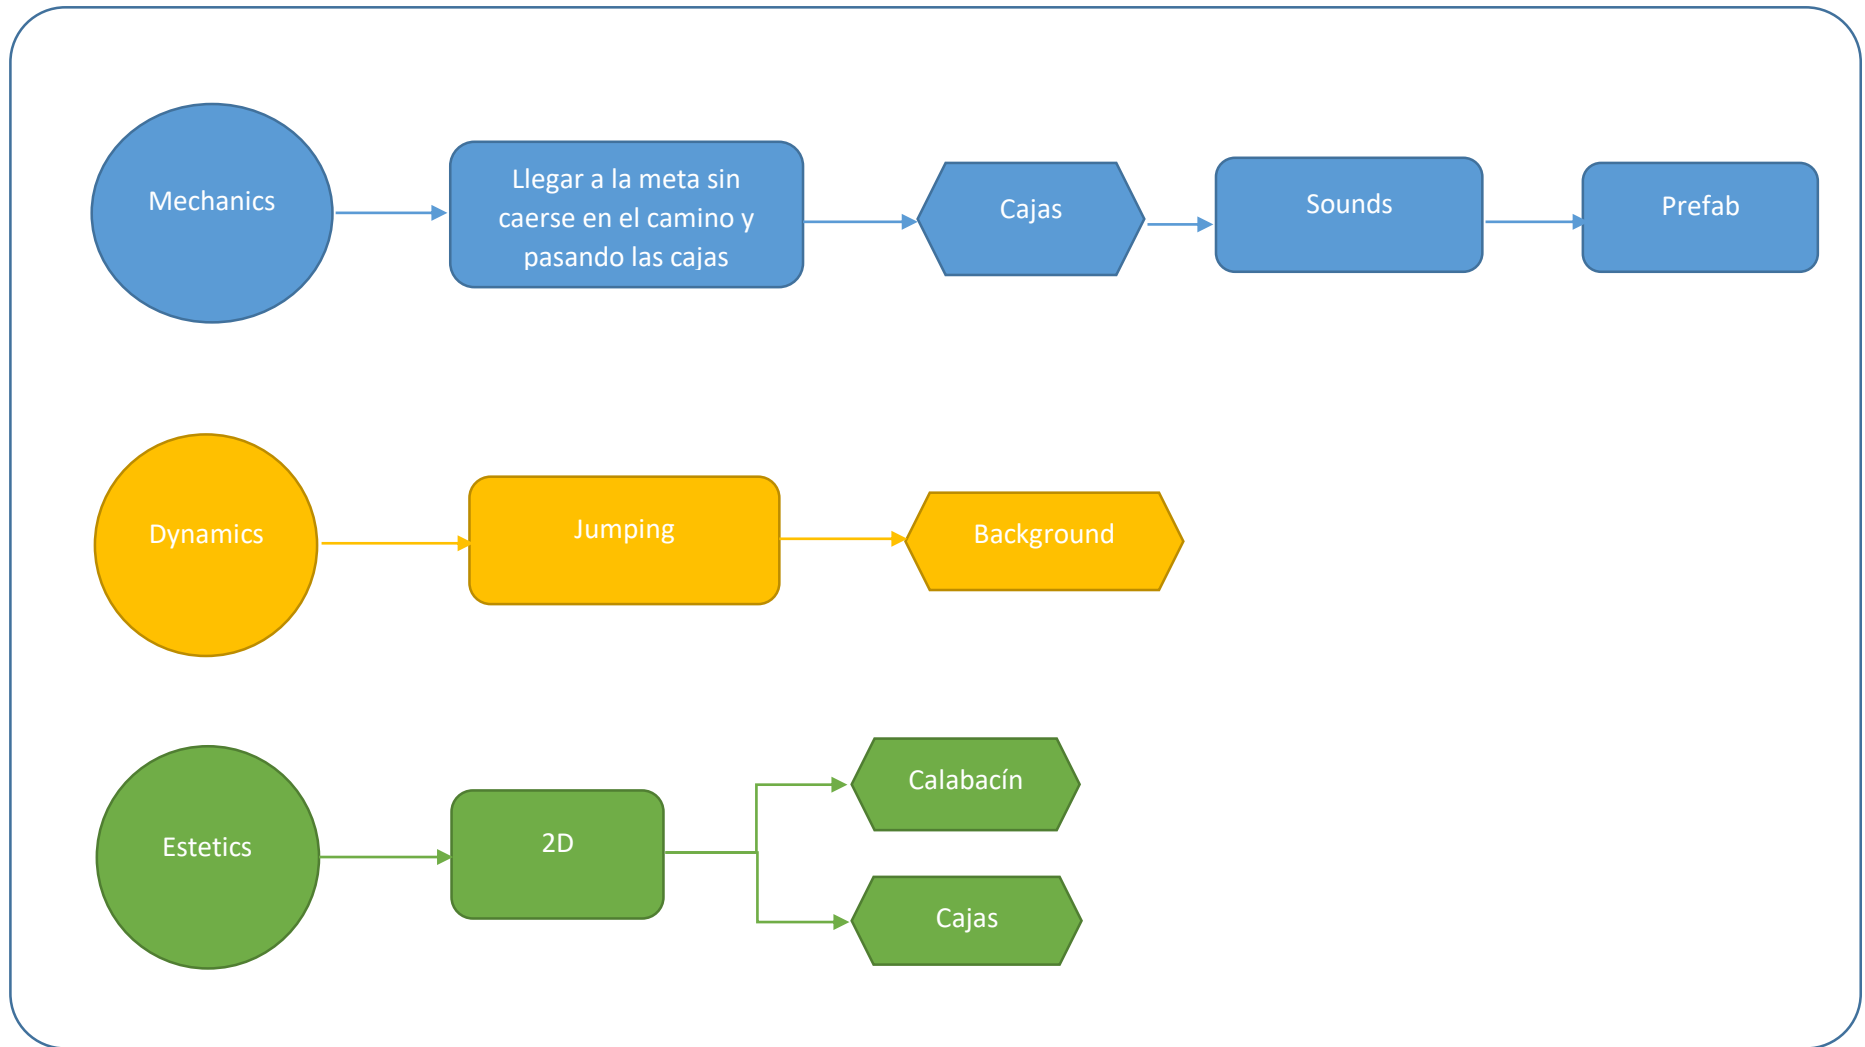 Mechanics
Llegar a la meta sin
caerse en el camino y
pasando las cajas
Cajas
Sounds
Prefab
Dynamics
Jumping
Background
Estetics
2D
Calabacín
Cajas